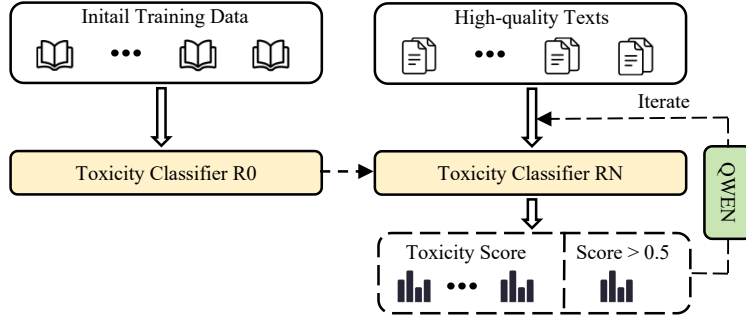 Initail Training Data
High-quality Texts
Iterate
Toxicity Classifier R0
Toxicity Classifier RN
QWEN
Toxicity Score
Score > 0.5